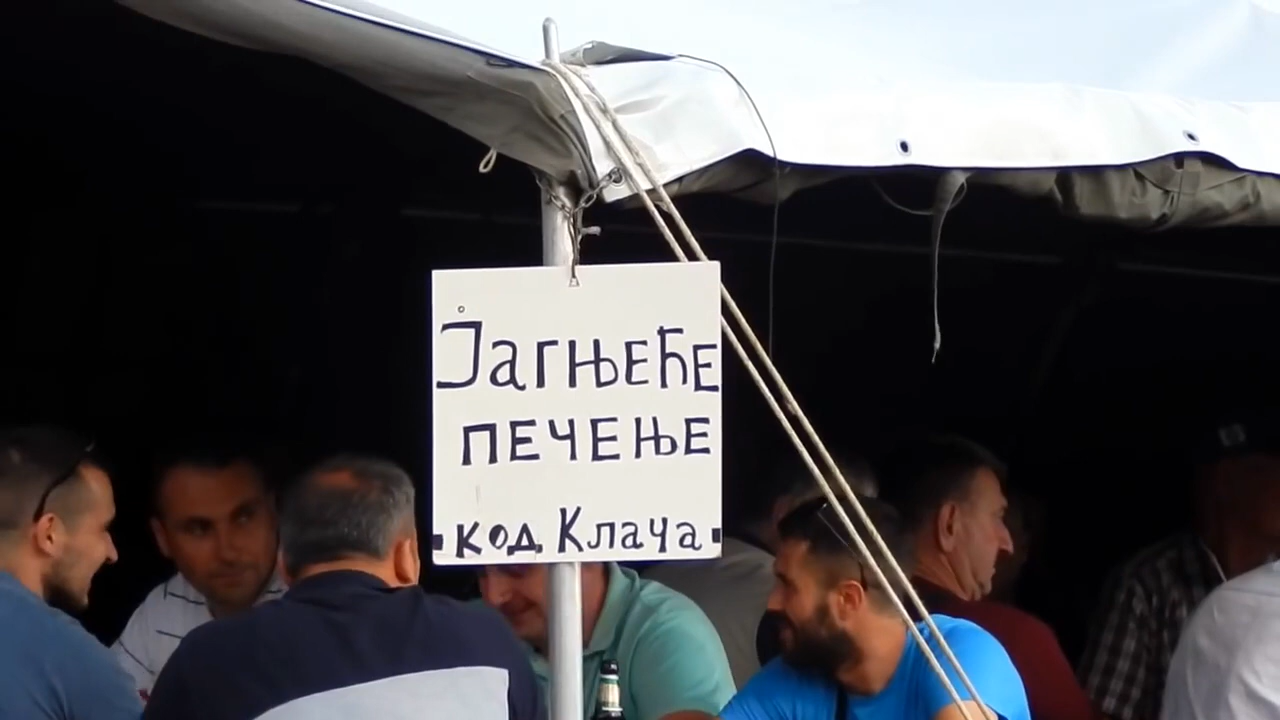 Јагњеће
печење
код Клача